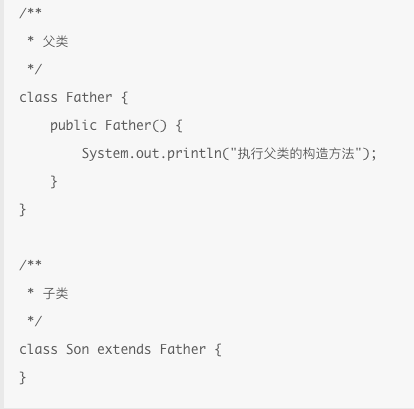 /**
 * 父类
 */
class Father {
    public Father() {
        System.out.println("执行父类的构造方法");
    }
}

/**
 * 子类
 */
class Son extends Father {
}